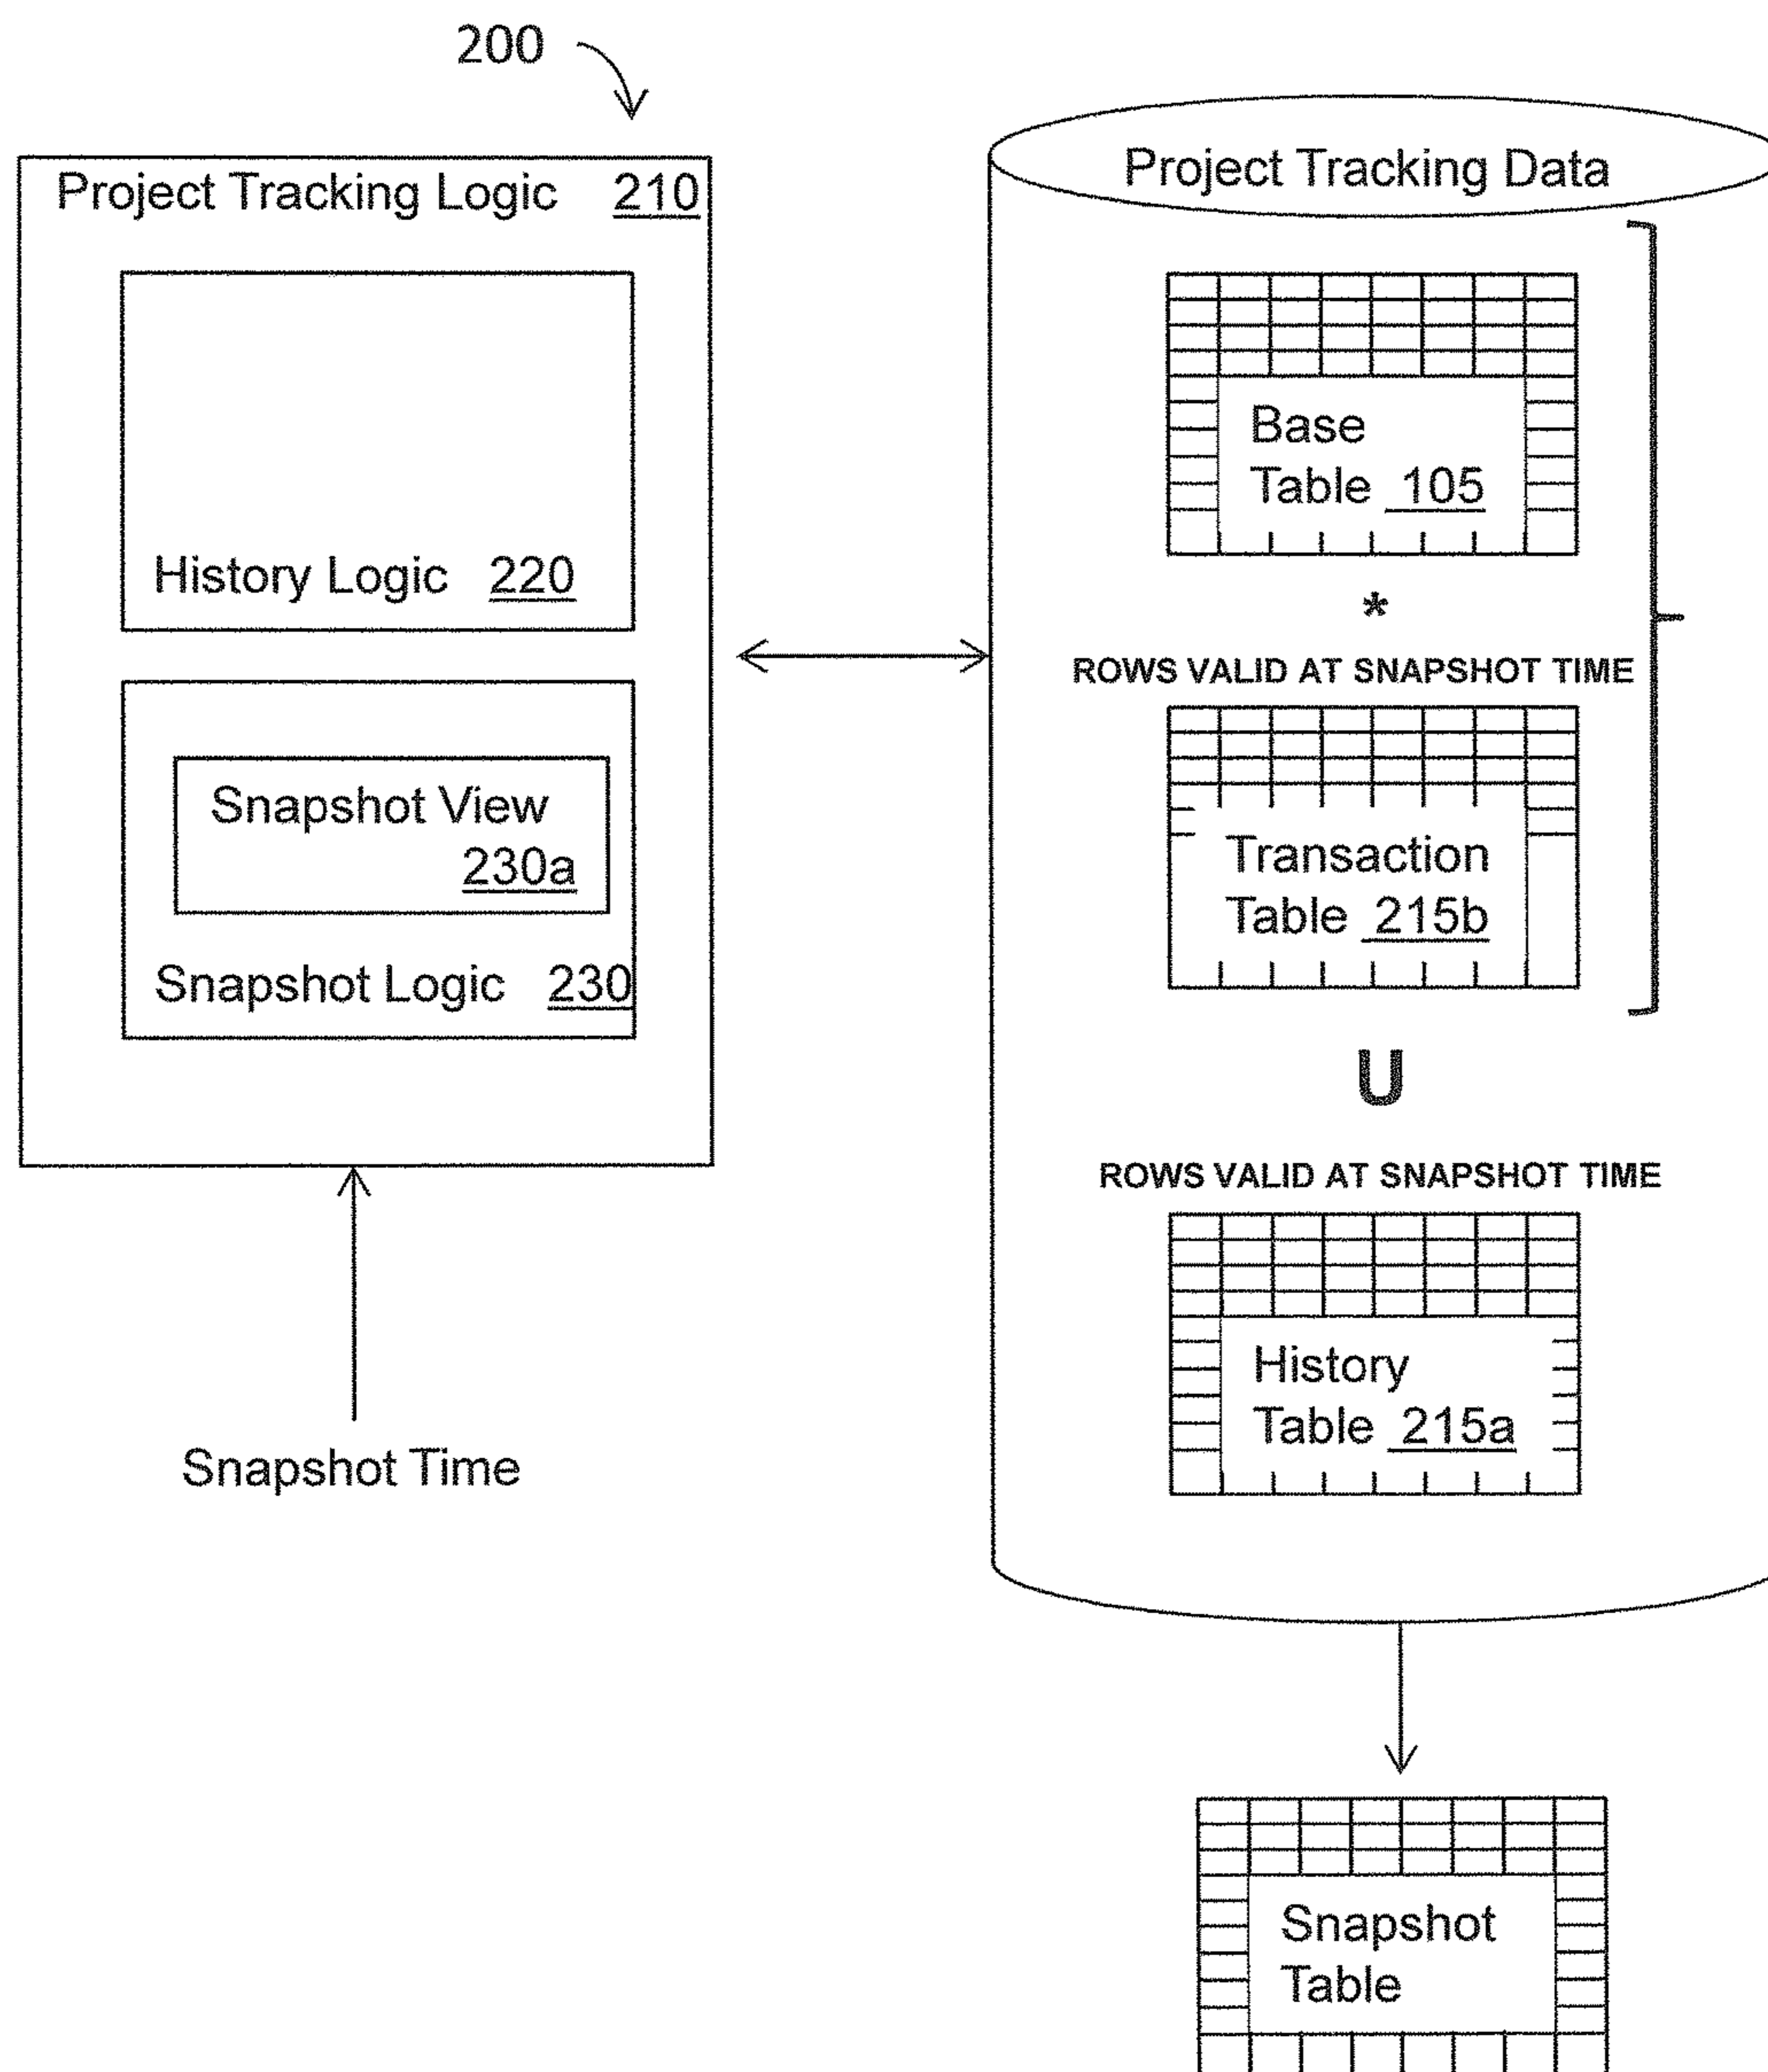 200
Project Tracking Logic 210
History Logic 220
Snapshot View
230a
Snapshot Logic 230
Snapshot Time
Project Tracking Data
Base
Table 105
*
ROWS VALID AT SNAPSHOT TIME
Transaction
Table 215b
U
ROWS VALID AT SNAPSHOT TIME
History
Table 215a
Snapshot
Table